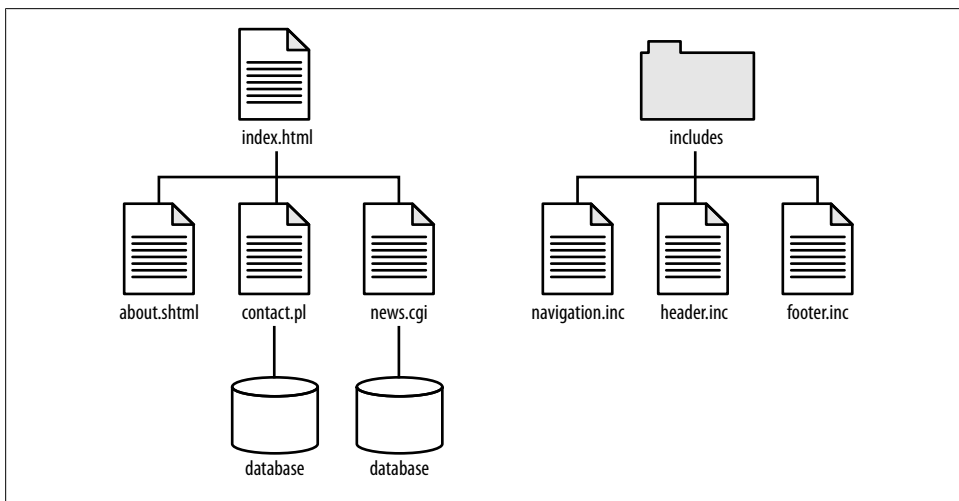 index.html
includes
about.shtml
contact.pl
news.cgi
navigation.inc
header.inc
footer.inc
database
database